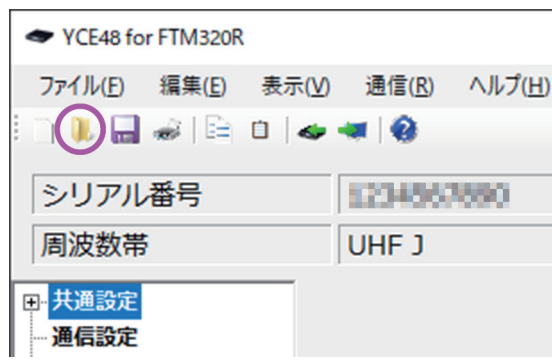 YCE48 for FTM320R
ファイル(F) 編集(E) 表示(V) 通信(R) ヘルプ(H)
シリアル番号
周波数帯 UHF J
共通設定
通信設定